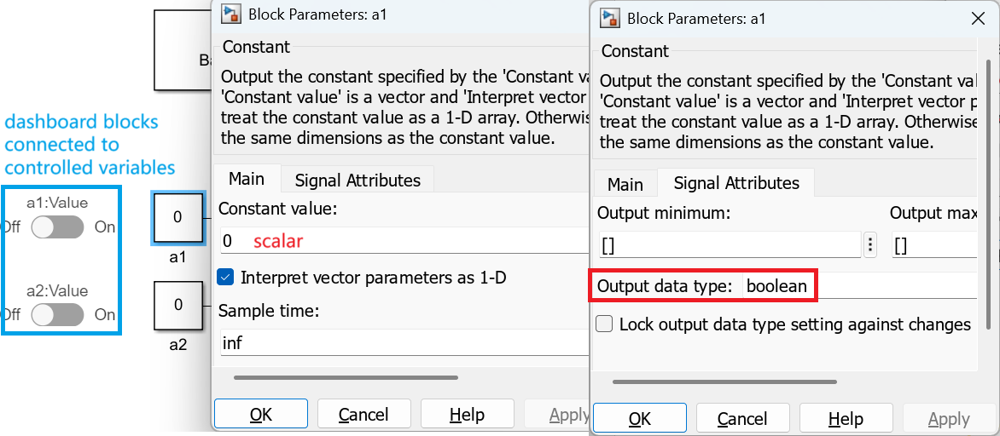 Ba
dashboard blocks
connected to
controlled variables
a1:Value
Off On
0
a1
a2:Value
Off On
0
a2
Block Parameters: a1
Constant
Output the constant specified by the 'Constant va
'Constant value' is a vector and 'Interpret vector
treat the constant value as a 1-D array. Otherwis
the same dimensions as the constant value.
Main Signal Attributes
Constant value:
0 scalar
Interpret vector parameters as 1-D
Sample time:
inf
OK Cancel Help Apply
Block Parameters: a1
Constant
Output the constant specified by the 'Constant val
'Constant value' is a vector and 'Interpret vector p
treat the constant value as a 1-D array. Otherwise
the same dimensions as the constant value.
Main Signal Attributes
Output minimum: Output max
[] []
Output data type: boolean
Lock output data type setting against changes
OK Cancel Help Apply